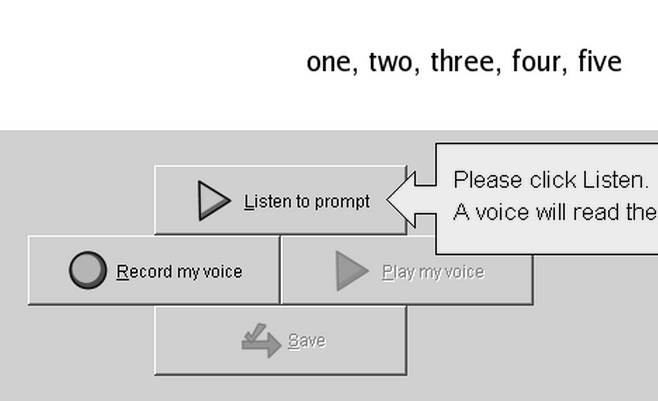 one, two, three, four, five
Please click Listen.
A voice will read the
Listen to prompt
Record my voice
Play my voice
Save